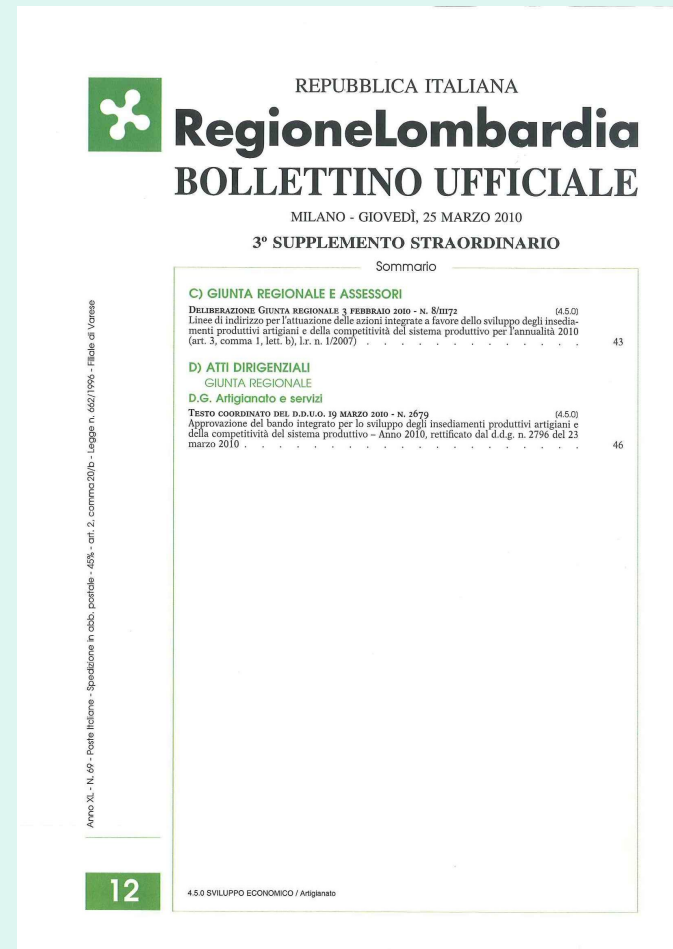 REPUBBLICA ITALIANA
RegioneLombardia
BOLLETTINO UFFICIALE
MILANO - GIOVEDÌ, 25 MARZO 2010
3º SUPPLEMENTO STRAORDINARIO
Sommario
C) GIUNTA REGIONALE E ASSESSORI
DELIBERAZIONE GIUNTA REGIONALE 3 FEBBRAIO 2010 - N. 8/11172 (4.5.0)
Linee di indirizzo per l'attuazione delle azioni integrate a favore dello sviluppo degli insedia-
menti produttivi artigiani e della competitività del sistema produttivo per l'annualità 2010
(art. 3, comma 1, lett. b), l.r. n. 1/2007) . . . . . . . . . . . . . 43
D) ATTI DIRIGENZIALI
GIUNTA REGIONALE
D.G. Artigianato e servizi
TESTO COORDINATO DEL D.D.U.O. 19 MARZO 2010 - N. 2679 (4.5.0)
Approvazione del bando integrato per lo sviluppo degli insediamenti produttivi artigiani e
della competitività del sistema produttivo – Anno 2010, rettificato dal d.d.g. n. 2796 del 23
marzo 2010 . . . . . . . . . . . . . . . . . . . 46
Anno XL - N. 69 - Poste Italiane - Spedizione in abb. postale - 45% - art. 2, comma 20/b - Legge n. 662/1996 - Filiale di Varese
12
4.5.0 SVILUPPO ECONOMICO / Artigianato